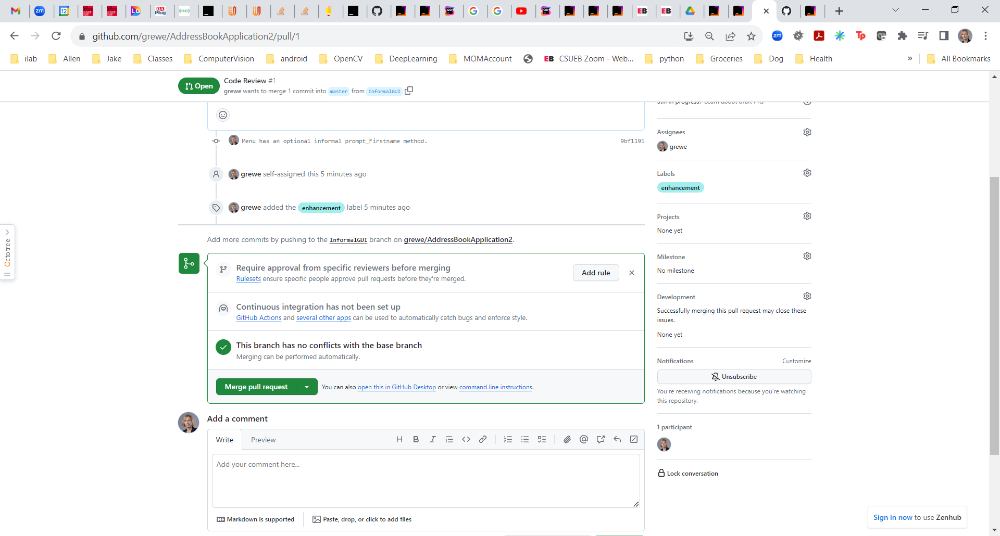 github.com/grewe/AddressBookApplication2/pull/1
ilab Allen Jake Classes ComputerVision android OpenCV DeepLearning MOMAccount CSUEB Zoom - Web... python Groceries Dog Health » All Bookmarks
Open
Code Review #1
grewe wants to merge 1 commit into master from InformalGUI
Still in progress? Learn about draft PRs
Menu has an optional informal prompt_Firstname method. 9bf1191
grewe self-assigned this 5 minutes ago
grewe added the enhancement label 5 minutes ago
Octotree
Add more commits by pushing to the InformalGUI branch on grewe/AddressBookApplication2.
Require approval from specific reviewers before merging
Rulesets ensure specific people approve pull requests before they're merged.
Add rule
Continuous integration has not been set up
GitHub Actions and several other apps can be used to automatically catch bugs and enforce style.
This branch has no conflicts with the base branch
Merging can be performed automatically.
Merge pull request
You can also open this in GitHub Desktop or view command line instructions.
Add a comment
Write Preview
Add your comment here...
Markdown is supported
Paste, drop, or click to add files
Assignees
grewe
Labels
enhancement
Projects
None yet
Milestone
No milestone
Development
Successfully merging this pull request may close these
issues.
None yet
Notifications Customize
Unsubscribe
You're receiving notifications because you're watching
this repository.
1 participant
Lock conversation
Sign in now to use Zenhub